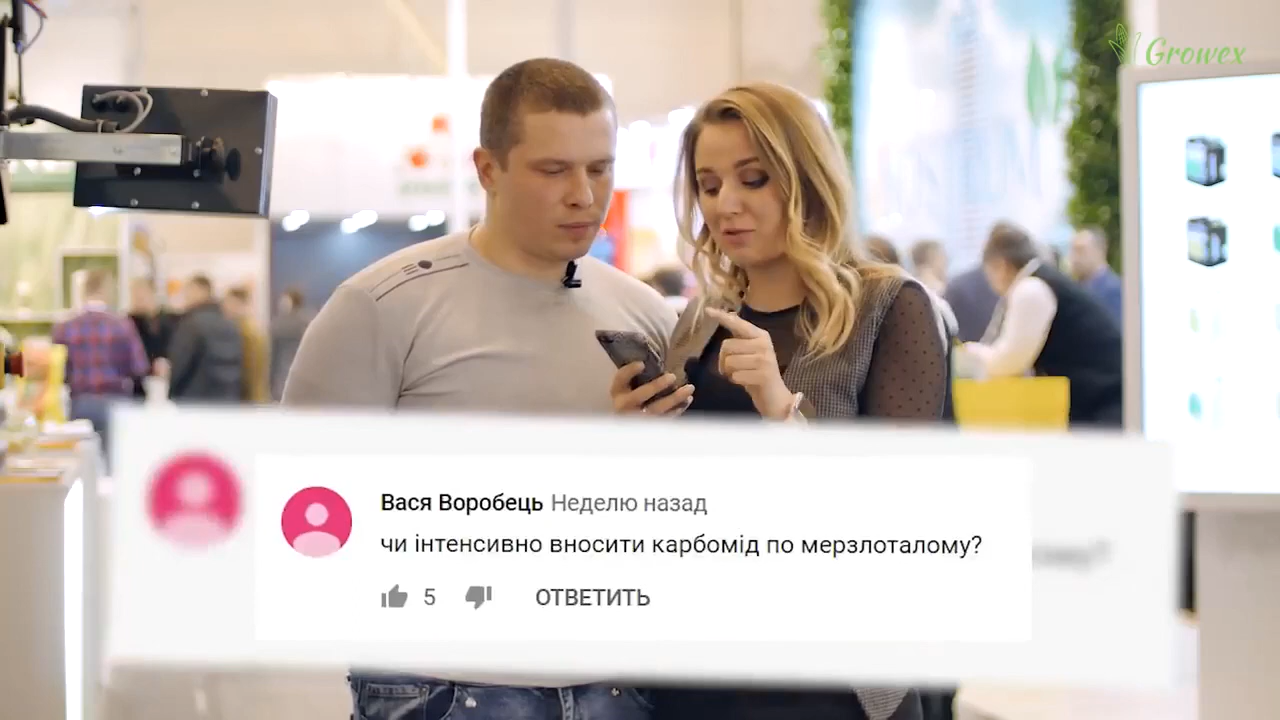 Growex
Вася Воробець Неделю назад
чи інтенсивно вносити карбомід по мерзлоталому?
5 ОТВЕТИТЬ